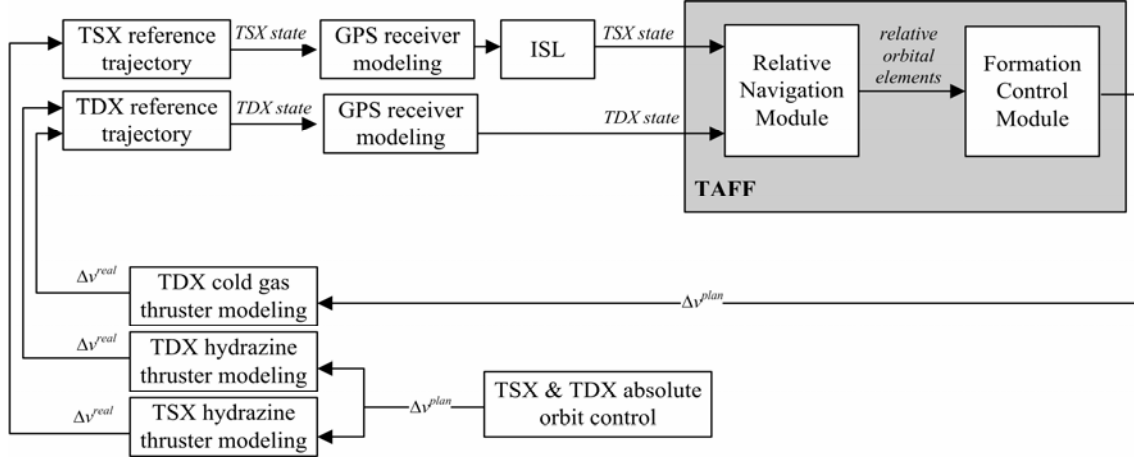 TSX reference
trajectory
TSX state
GPS receiver
modeling
ISL
TSX state
TDX reference
trajectory
TDX state
GPS receiver
modeling
TDX state
Relative
Navigation
Module
relative
orbital
elements
Formation
Control
Module
TAFF
Δv^real
TDX cold gas
thruster modeling
Δv^plan
Δv^real
TDX hydrazine
thruster modeling
Δv^real
TSX hydrazine
thruster modeling
Δv^plan
TSX & TDX absolute
orbit control